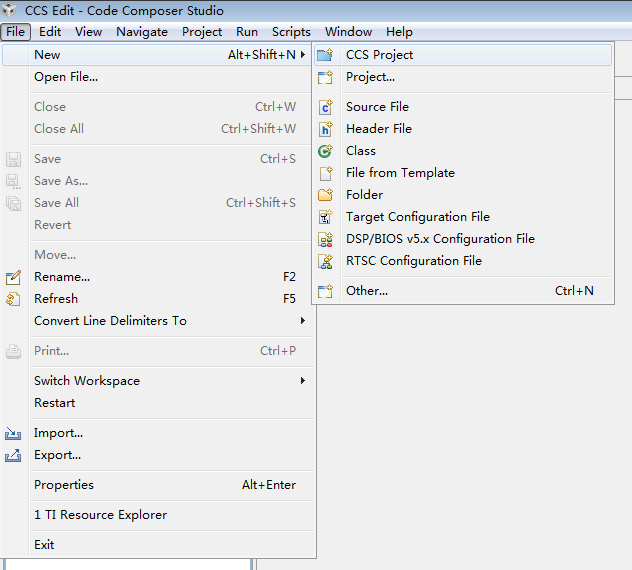 CCS Edit - Code Composer Studio
File Edit View Navigate Project Run Scripts Window Help
New Alt+Shift+N
Open File...
Close Ctrl+W
Close All Ctrl+Shift+W
Save Ctrl+S
Save As...
Save All Ctrl+Shift+S
Revert
Move...
Rename... F2
Refresh F5
Convert Line Delimiters To
Print... Ctrl+P
Switch Workspace
Restart
Import...
Export...
Properties Alt+Enter
1 TI Resource Explorer
Exit
CCS Project
Project...
Source File
Header File
Class
File from Template
Folder
Target Configuration File
DSP/BIOS v5.x Configuration File
RTSC Configuration File
Other... Ctrl+N